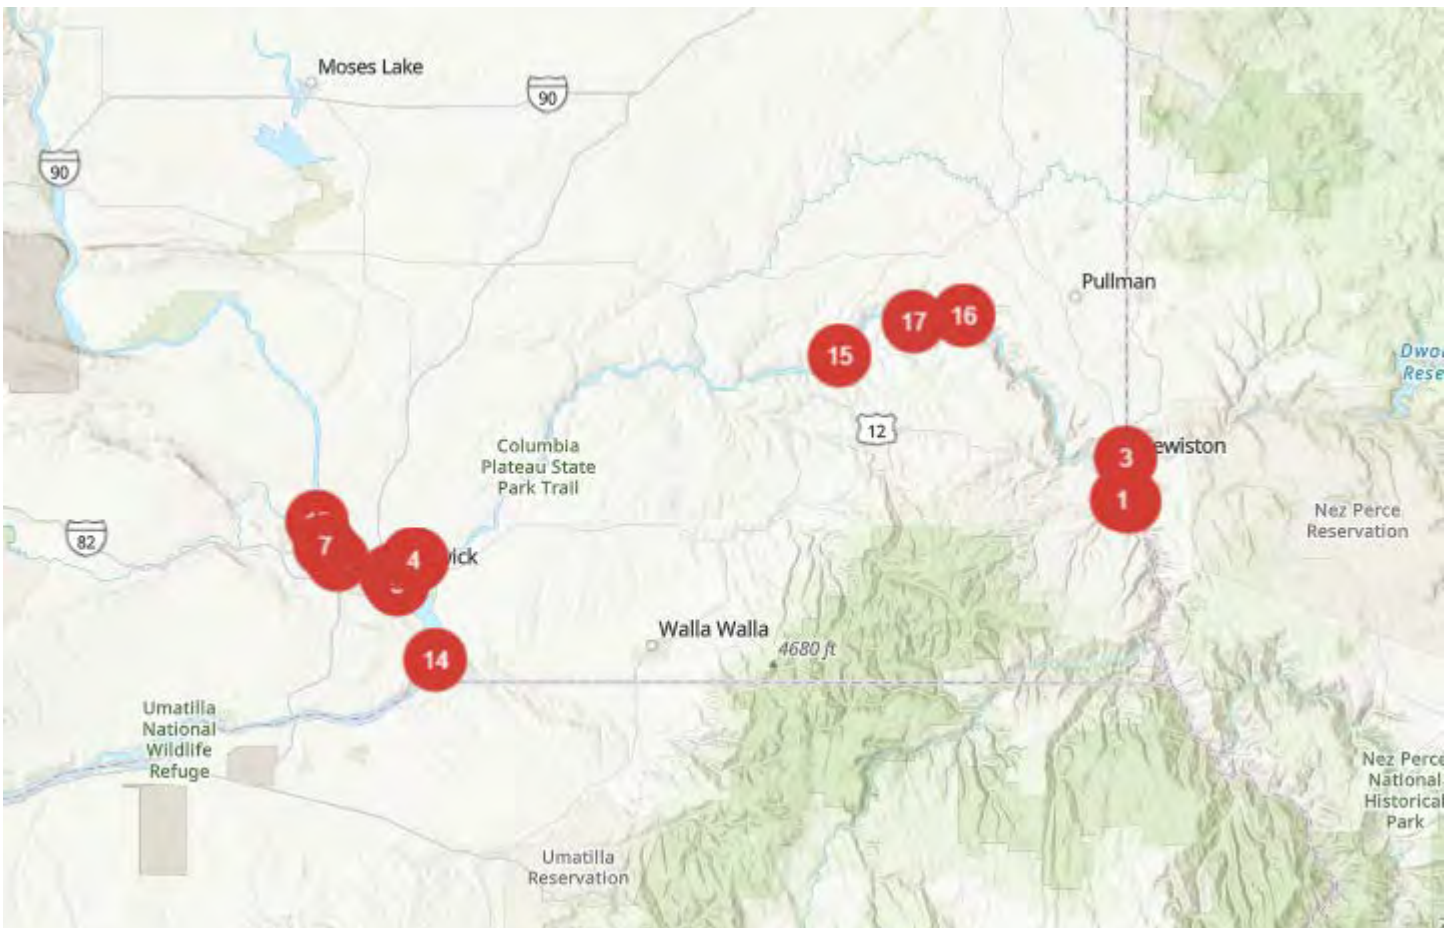 Moses Lake
90
90
Pullman
17
16
15
Dwo
Rese
12
Columbia
Plateau State
Park Trail
3
ewiston
1
Nez Perce
Reservation
82
7
4
ick
Walla Walla
4680 ft
14
Umatilla
National
Wildlife
Refuge
Nez Perce
National
Historical
Park
Umatilla
Reservation